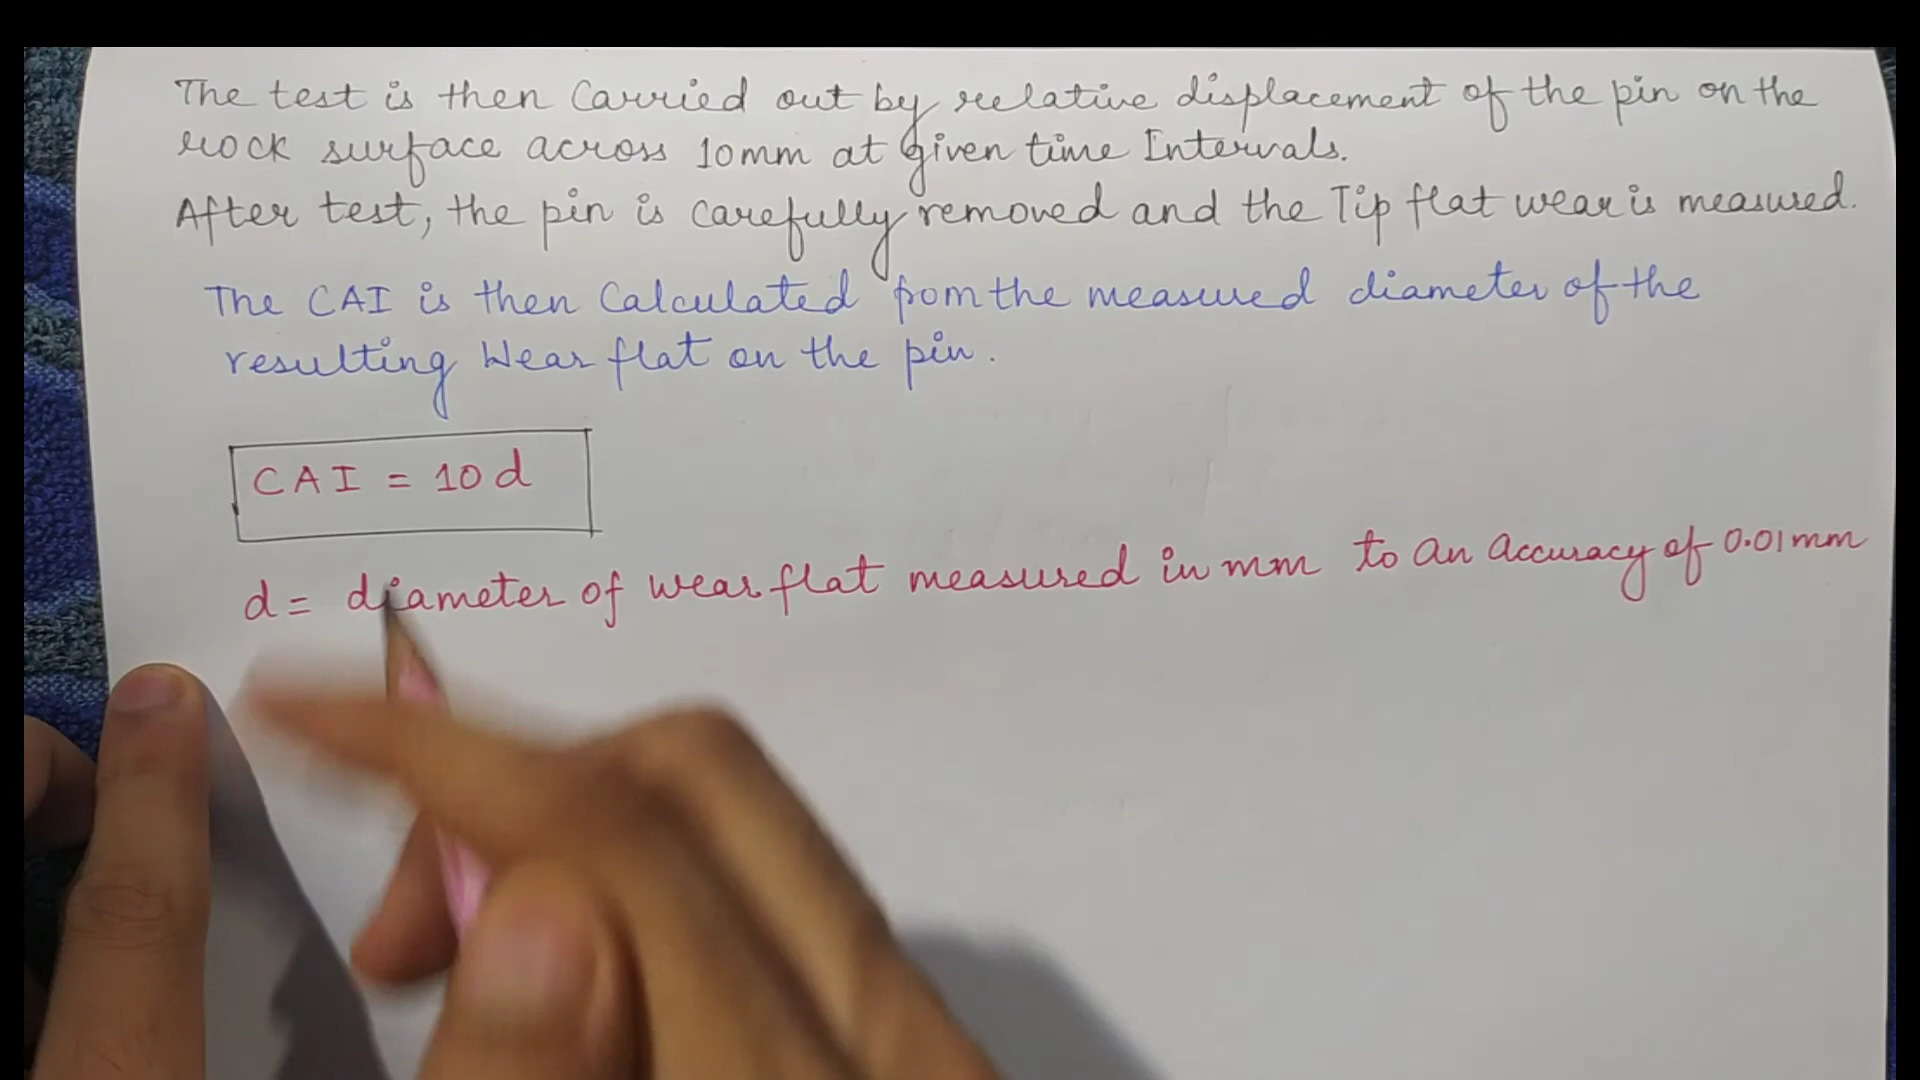 The test is then Carried out by relative displacement of the pin on the
rock surface across 10mm at given time Intervals.
After test, the pin is carefully removed and the Tip flat wear is measured.
The CAI is then Calculated from the measured diameter of the
resulting Wear flat on the pin.
CAI = 10 d
d = diameter of wear flat measured in mm to an accuracy of 0.01mm